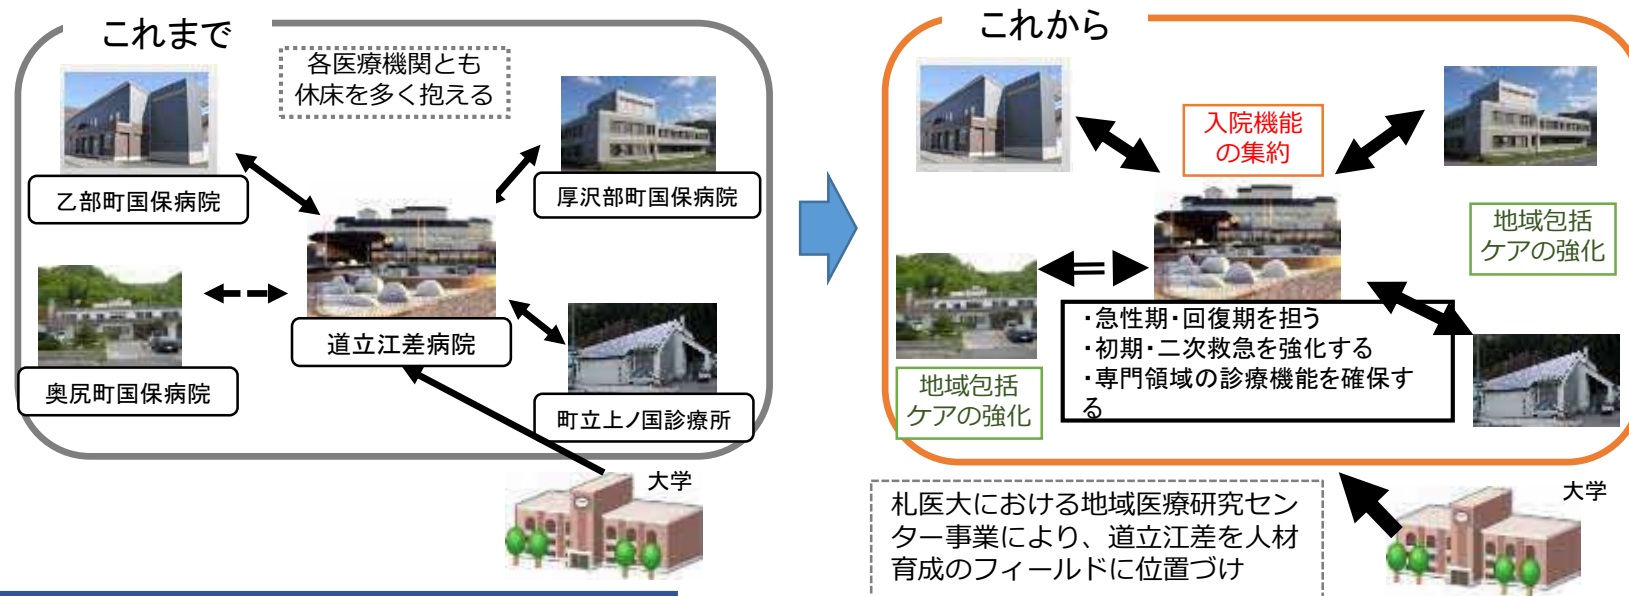 これまで
各医療機関とも
休床を多く抱える
乙部町国保病院
厚沢部町国保病院
道立江差病院
奥尻町国保病院
町立上ノ国診療所
大学
これから
入院機能
の集約
地域包括
ケアの強化
・急性期・回復期を担う
・初期・二次救急を強化する
・専門領域の診療機能を確保す
る
地域包括
ケアの強化
札医大における地域医療研究セン
ター事業により、道立江差を人材
育成のフィールドに位置づけ
大学